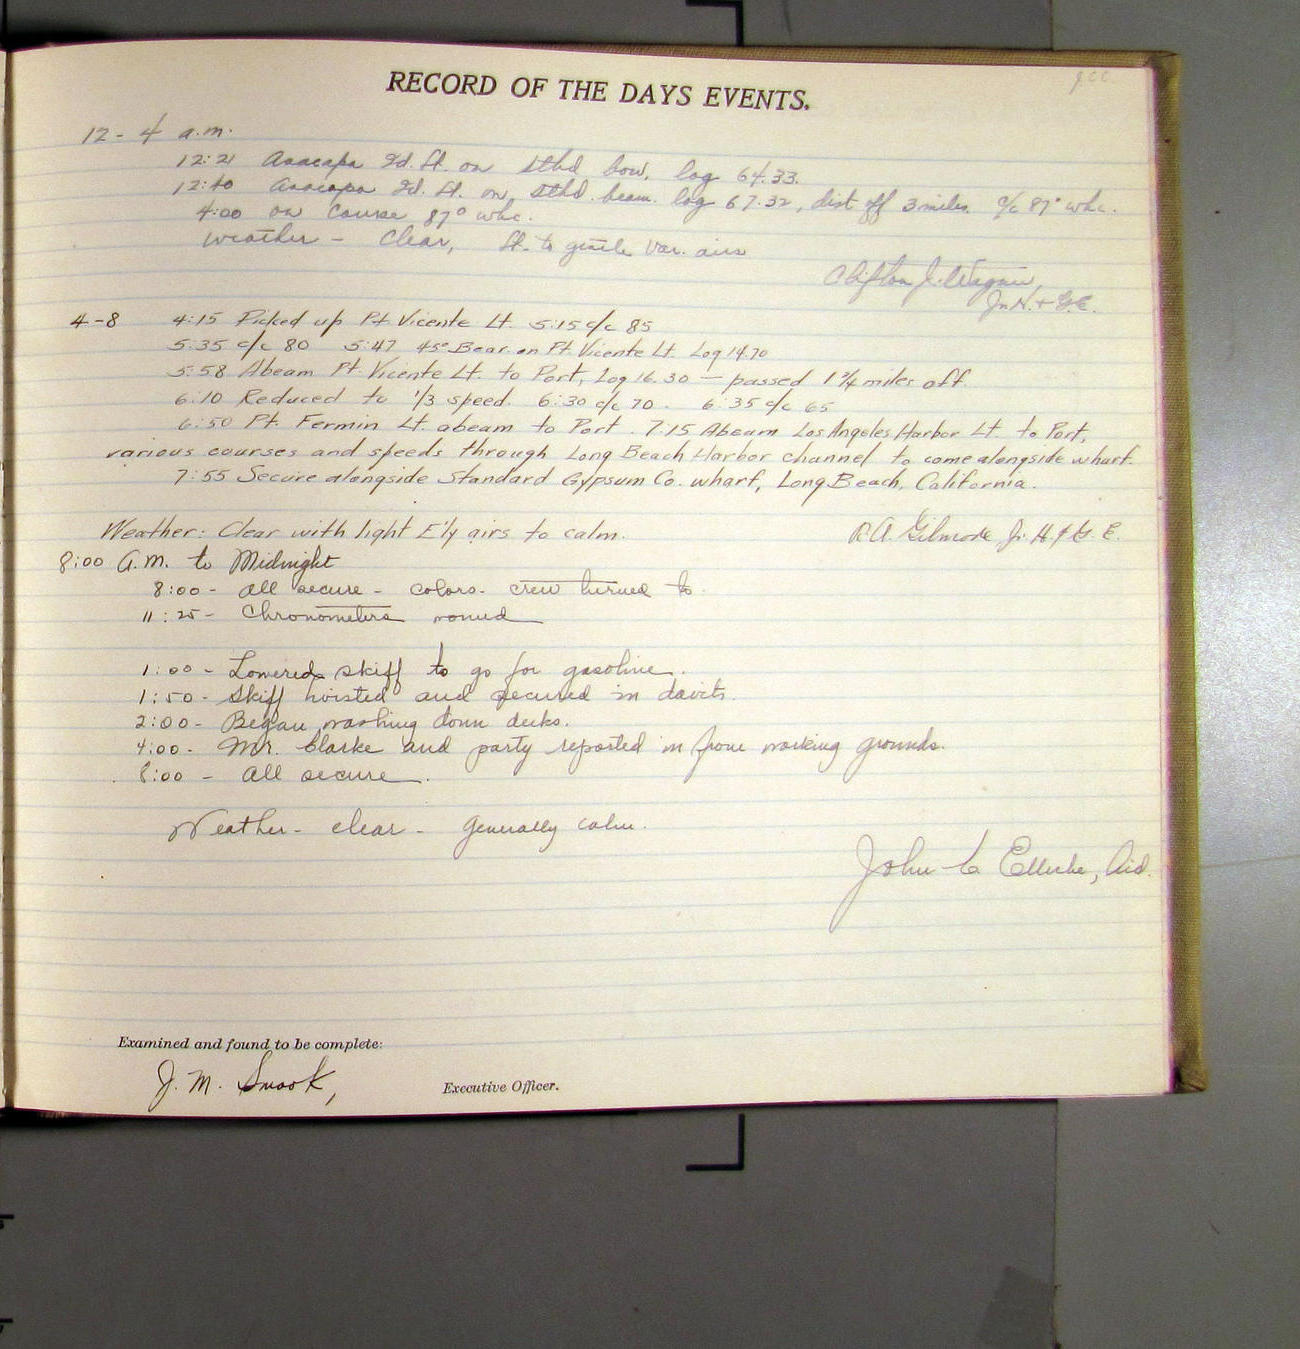 RECORD OF THE DAYS EVENTS.
12 - 4 a.m.
12:21 Anacapa Id. Lt. on stbd bow, log 64.33.
12:40 Anacapa Id. Lt. on stbd. beam. log 67.32, dist off 3 miles. c/c 87° whc.
4:00 on course 87° whc.
Weather - Clear, Lt. to gentle var. airs
Clifton J. Wagner
Jr. H. + G.E.
4-8 4:15 Picked up Pt. Vicente Lt. 5:15 c/c 85
5:35 c/c 80 5:47 45° Bear. on Pt. Vicente Lt. Log 14.70
5:58 Abeam Pt. Vicente Lt. to Port, Log 16.30 — passed 1 3/4 miles off.
6:10 Reduced to 1/3 speed. 6:30 c/c 70. 6:35 c/c 65
6:50 Pt. Fermin Lt. abeam to Port. 7:15 Abeam Los Angeles Harbor Lt. to Port,
various courses and speeds through Long Beach Harbor channel to come alongside wharf.
7:55 Secure alongside Standard Gypsum Co. wharf, Long Beach, California.
Weather: Clear with light E'ly airs to calm. R.A. Gilmore Jr. H. & G. E.
8:00 A.M. to Midnight
8:00 - All secure - colors - crew turned to.
11:25 - Chronometers wound
1:00 - Lowered skiff to go for gasoline.
1:50 - Skiff hoisted and secured in davits.
2:00 - Began washing down decks.
4:00 - Mr. Clarke and party reported in from working grounds.
8:00 - All secure.
Weather - clear - generally calm.
John C Ellerbe, Aid.
Examined and found to be complete:
J. M. Smook,
Executive Officer.